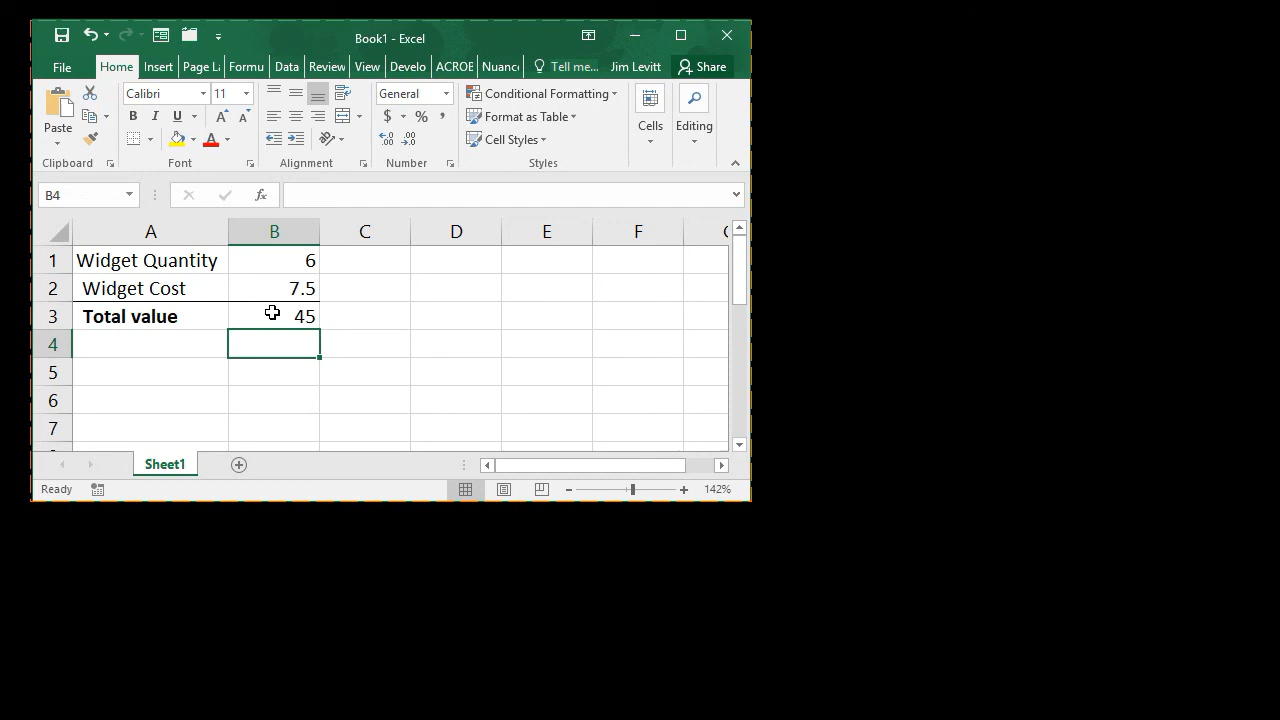 Book1 - Excel
File Home Insert Page L Formu Data Review View Develo ACROE Nuanc Tell me... Jim Levitt Share
Paste
Calibri 11
B I U A
General
$ % ,
Conditional Formatting
Format as Table
Cell Styles
Cells
Editing
Clipboard Font Alignment Number Styles
B4 fx
A B C D E F
1 Widget Quantity 6
2 Widget Cost 7.5
3 Total value 45
4
5
6
7
Sheet1
Ready 142%